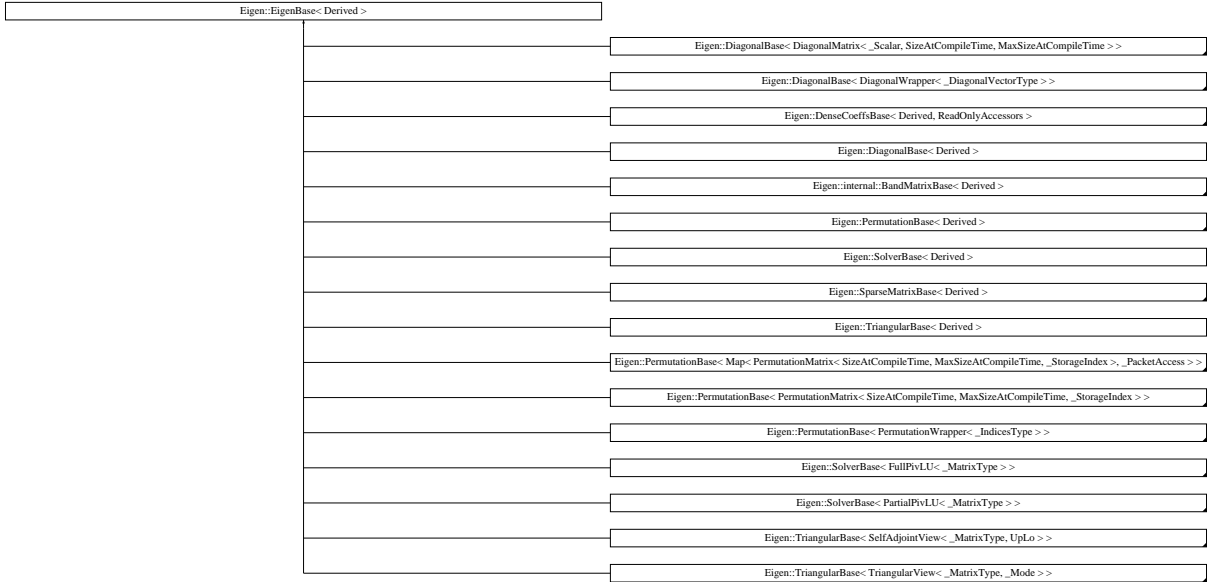 Eigen::EigenBase< Derived >
Eigen::DiagonalBase< DiagonalMatrix< _Scalar, SizeAtCompileTime, MaxSizeAtCompileTime > >
Eigen::DiagonalBase< DiagonalWrapper< _DiagonalVectorType > >
Eigen::DenseCoeffsBase< Derived, ReadOnlyAccessors >
Eigen::DiagonalBase< Derived >
Eigen::internal::BandMatrixBase< Derived >
Eigen::PermutationBase< Derived >
Eigen::SolverBase< Derived >
Eigen::SparseMatrixBase< Derived >
Eigen::TriangularBase< Derived >
Eigen::PermutationBase< Map< PermutationMatrix< SizeAtCompileTime, MaxSizeAtCompileTime, _StorageIndex >, _PacketAccess > >
Eigen::PermutationBase< PermutationMatrix< SizeAtCompileTime, MaxSizeAtCompileTime, _StorageIndex > >
Eigen::PermutationBase< PermutationWrapper< _IndicesType > >
Eigen::SolverBase< FullPivLU< _MatrixType > >
Eigen::SolverBase< PartialPivLU< _MatrixType > >
Eigen::TriangularBase< SelfAdjointView< _MatrixType, UpLo > >
Eigen::TriangularBase< TriangularView< _MatrixType, _Mode > >